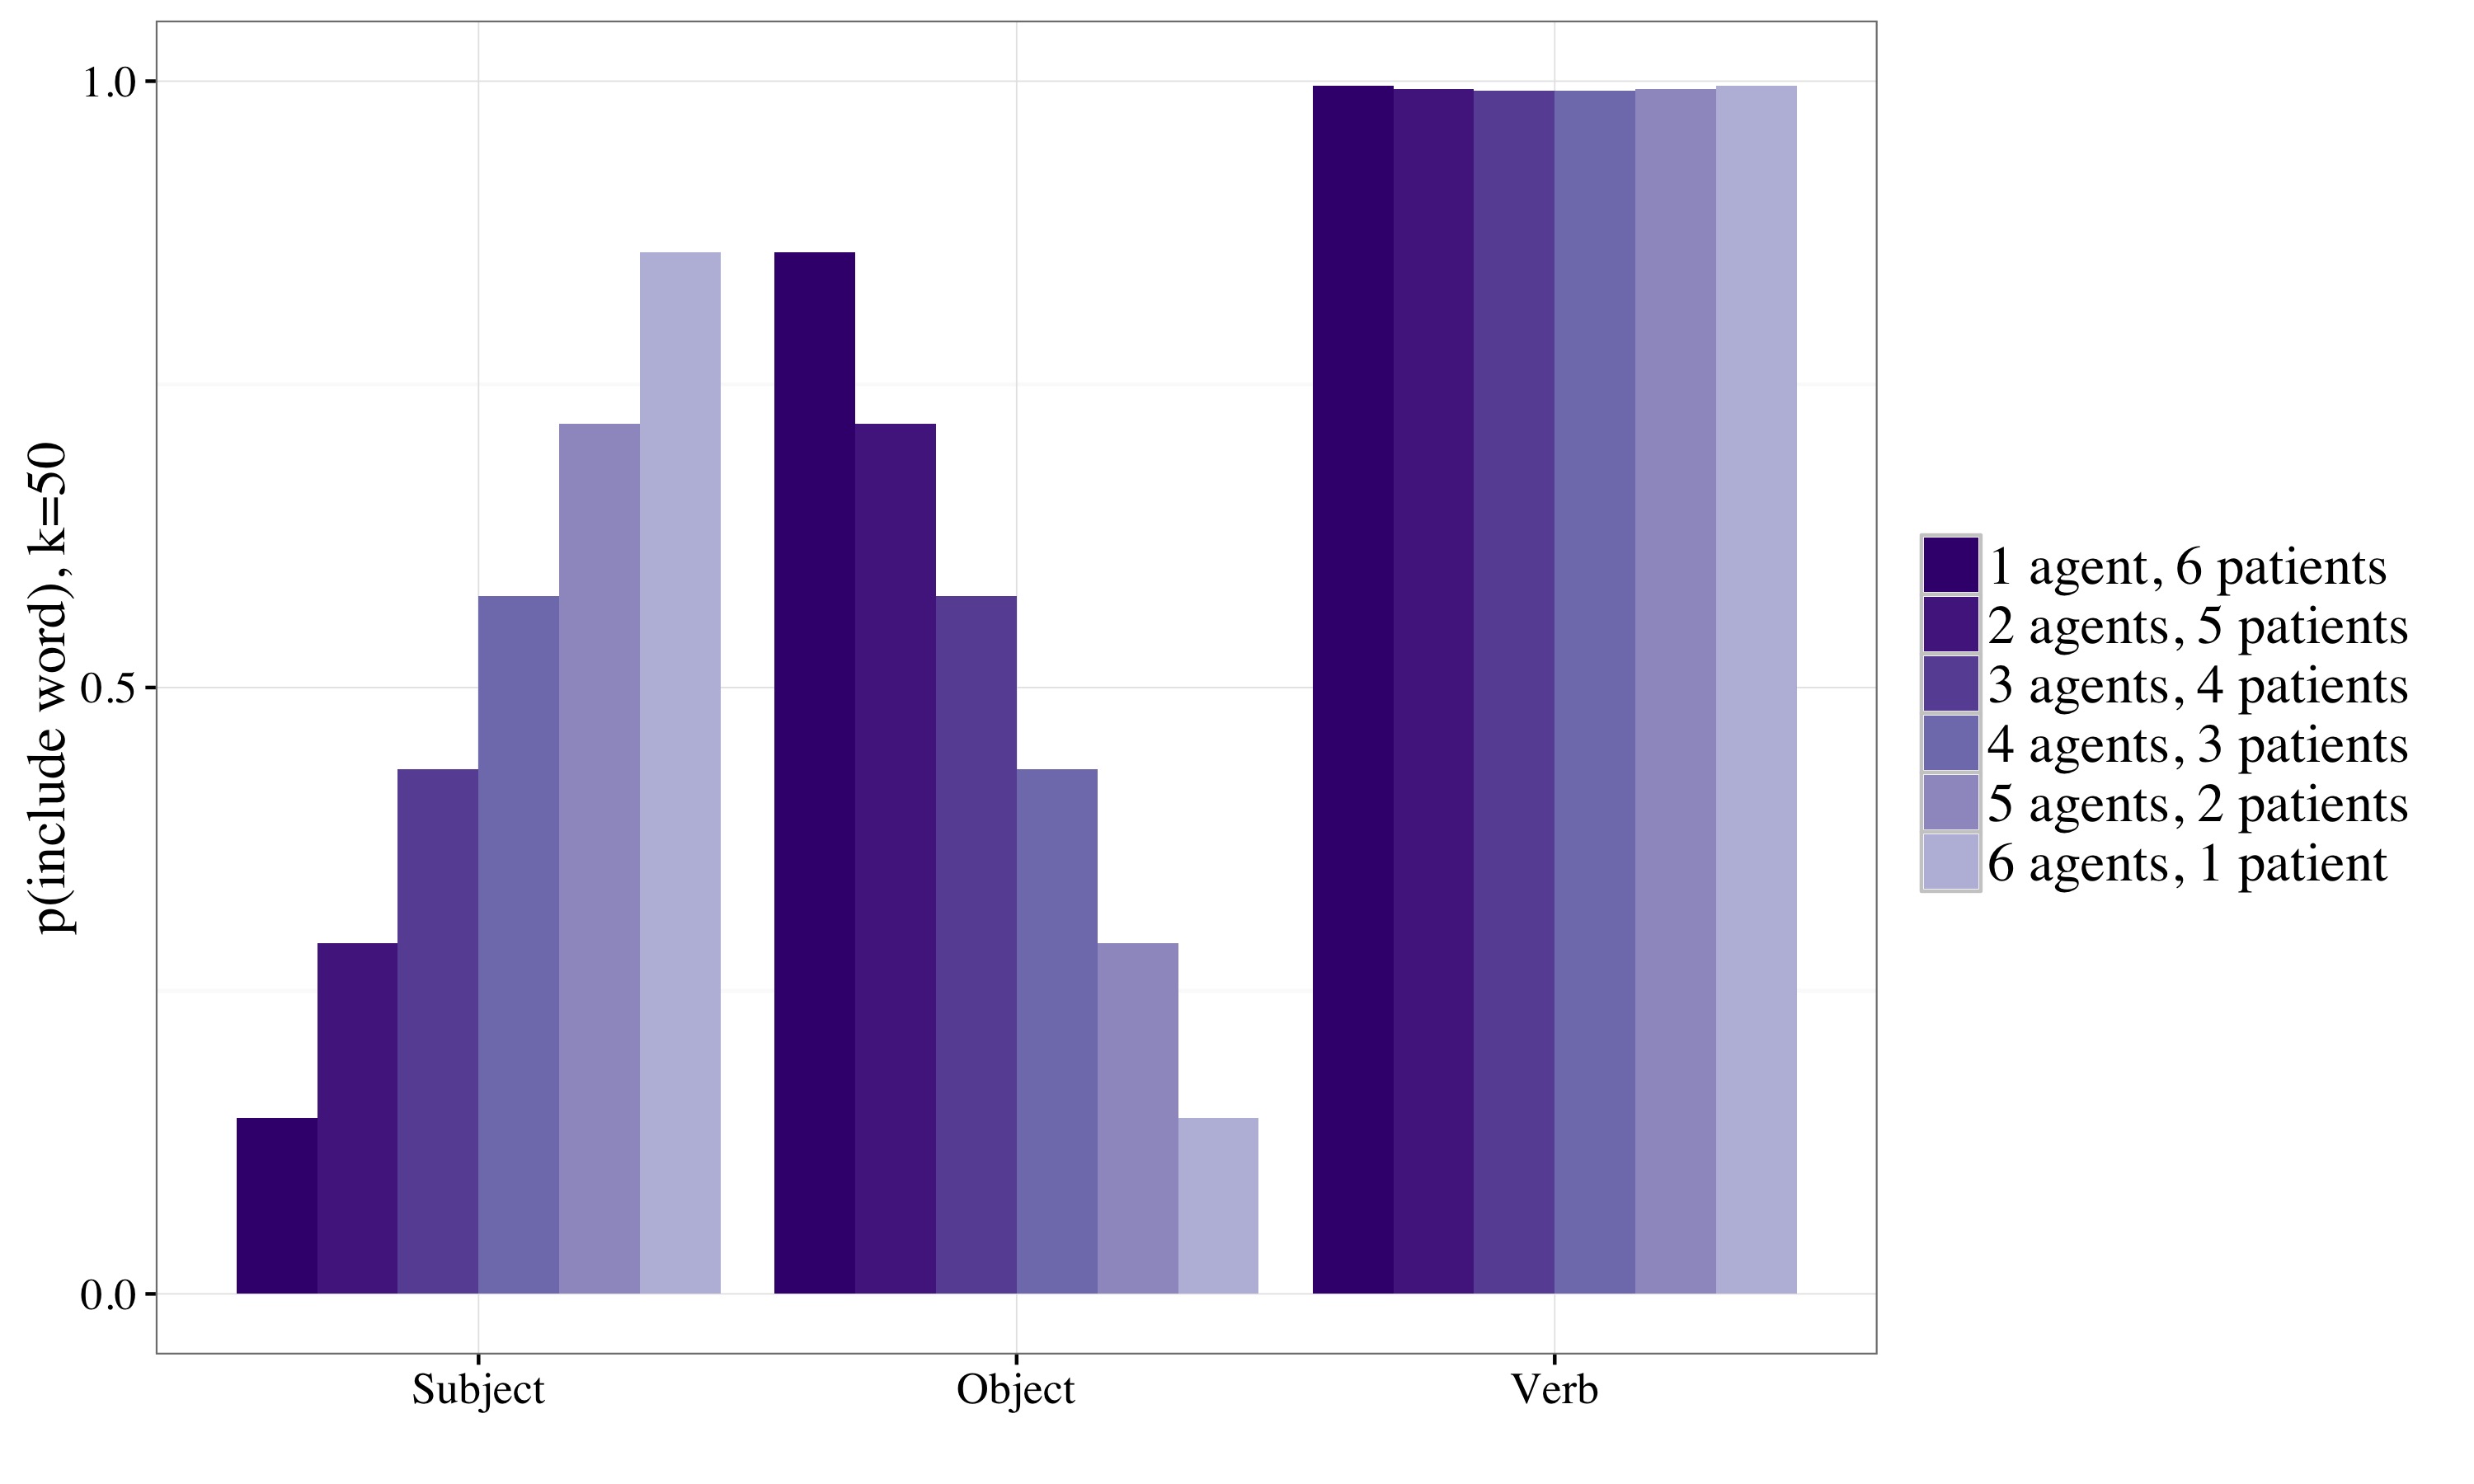 p(include word), k=50
1.0
0.5
0.0
Subject
Object
Verb
1 agent, 6 patients
2 agents, 5 patients
3 agents, 4 patients
4 agents, 3 patients
5 agents, 2 patients
6 agents, 1 patient